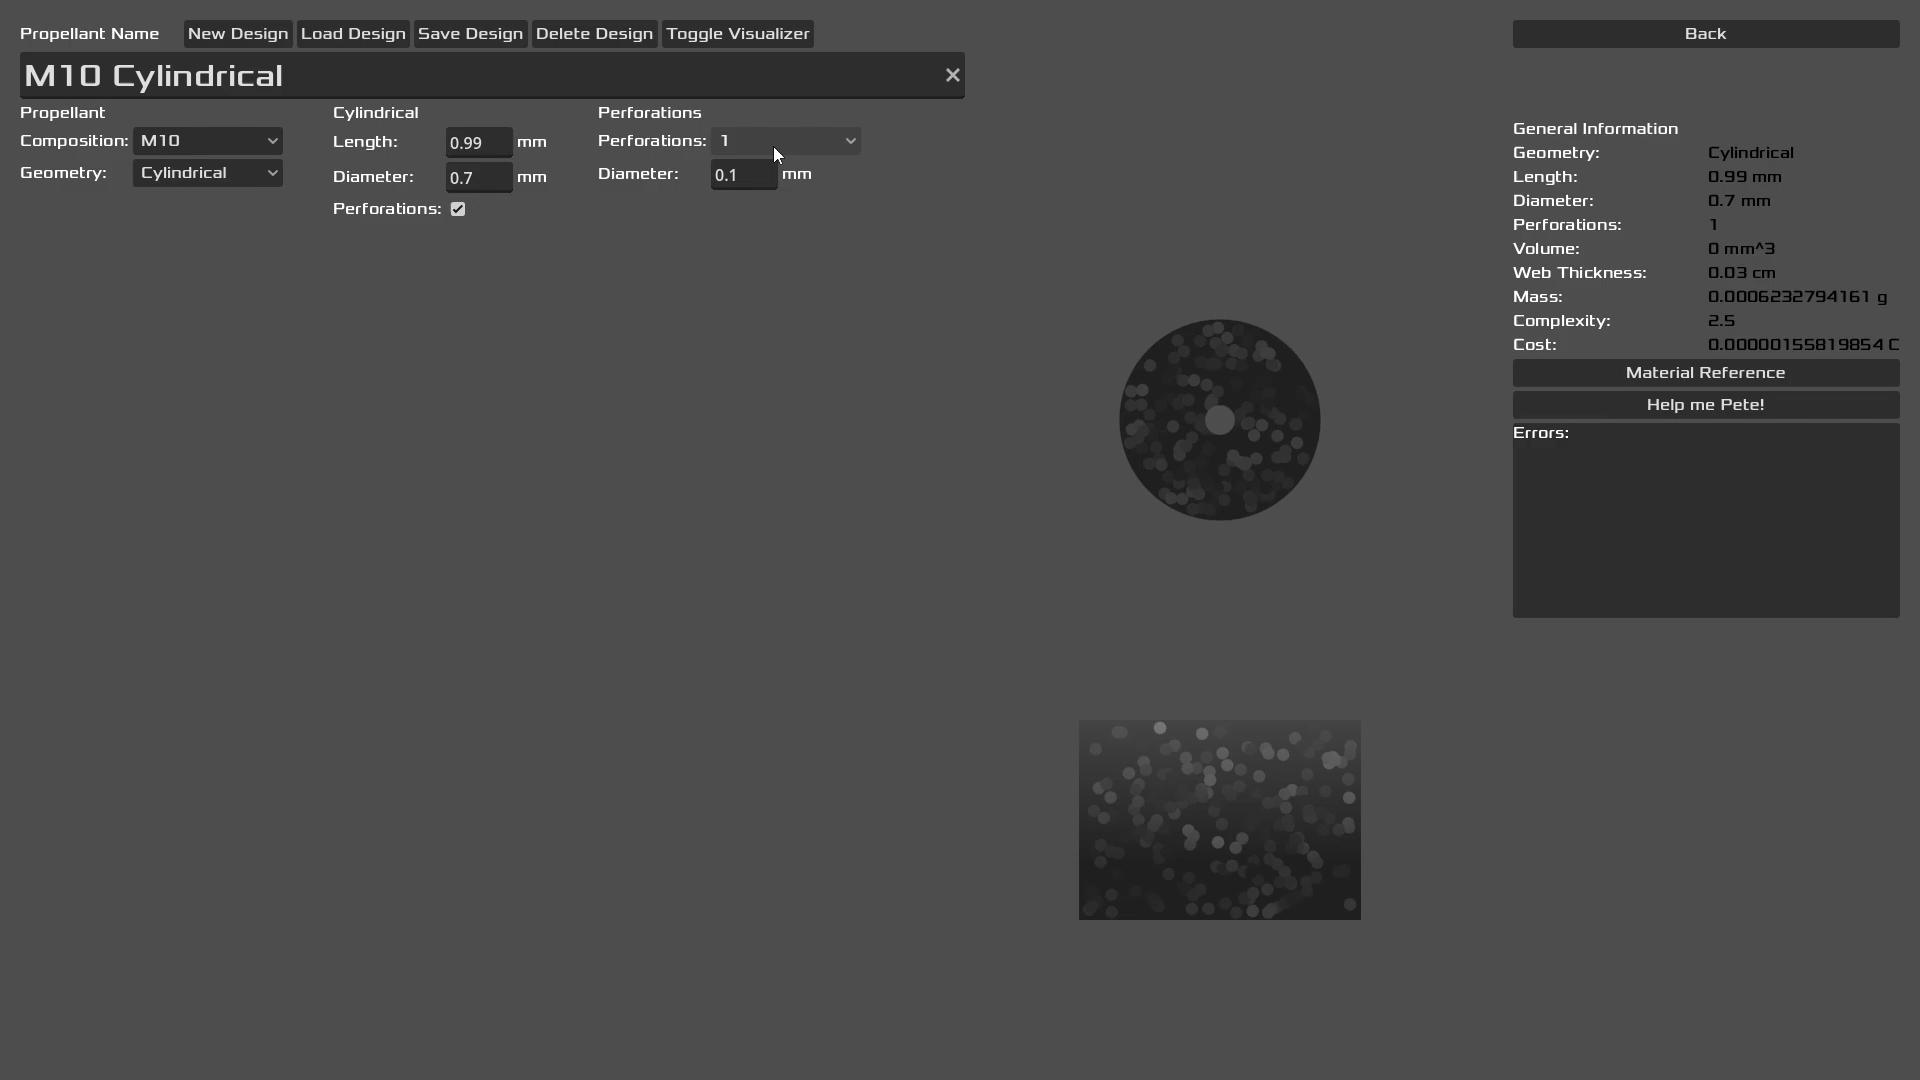 Propellant Name
New Design
Load Design
Save Design
Delete Design
Toggle Visualizer
Back
M10 Cylindrical
Propellant
Composition: M10
Geometry: Cylindrical
Cylindrical
Length: 0.99 mm
Diameter: 0.7 mm
Perforations:
Perforations
Perforations: 1
Diameter: 0.1 mm
General Information
Geometry: Cylindrical
Length: 0.99 mm
Diameter: 0.7 mm
Perforations: 1
Volume: 0 mm^3
Web Thickness: 0.03 cm
Mass: 0.0006232794161 g
Complexity: 2.5
Cost: 0.00000155819854 C
Material Reference
Help me Pete!
Errors: